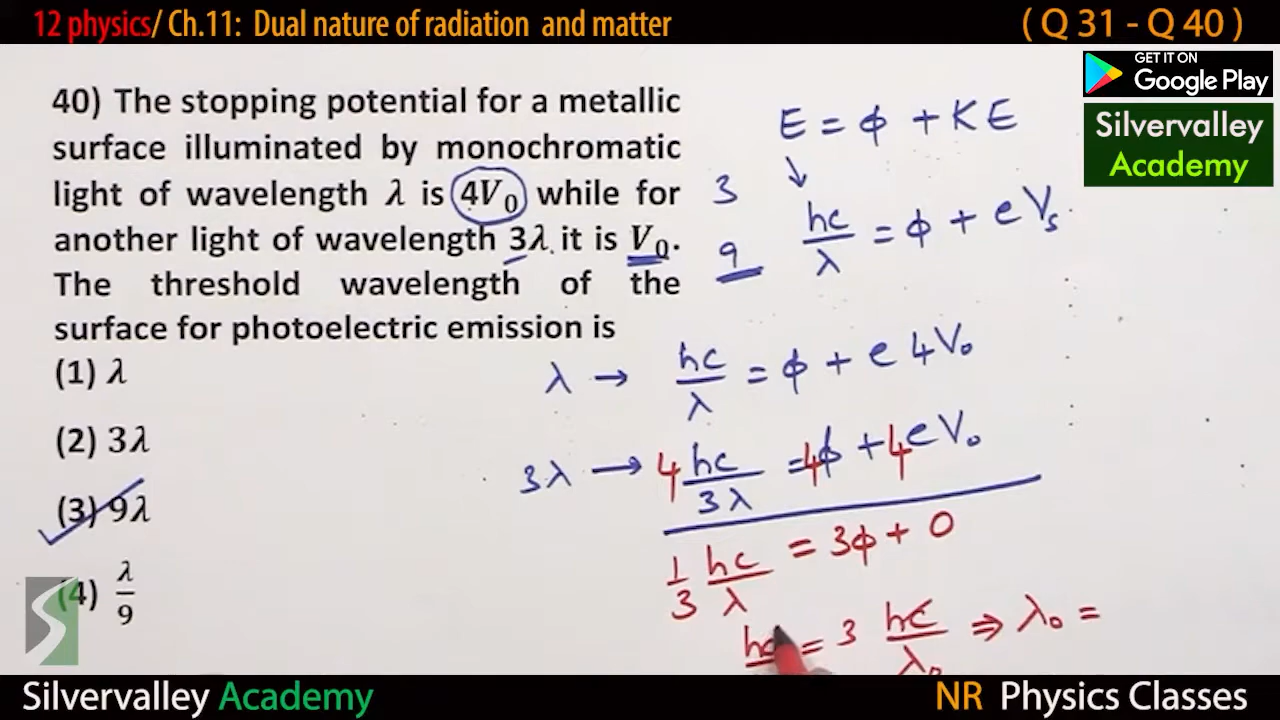 12 physics/ Ch.11: Dual nature of radiation and matter
( Q 31 - Q 40 )
GET IT ON
Google Play
Silvervalley
Academy
40) The stopping potential for a metallic
surface illuminated by monochromatic
light of wavelength λ is 4V₀ while for
another light of wavelength 3λ it is V₀.
The threshold wavelength of the
surface for photoelectric emission is
(1) λ
(2) 3λ
(3) 9λ
(4) λ/9
E = ϕ + KE
3
9
hc/λ = ϕ + eVₛ
λ → hc/λ = ϕ + e4V₀
3λ → 4 hc/3λ = 4ϕ + 4eV₀
1/3 hc/λ = 3ϕ + 0
= 3 hc/λ₀ ⇒ λ₀ =
Silvervalley Academy
NR Physics Classes